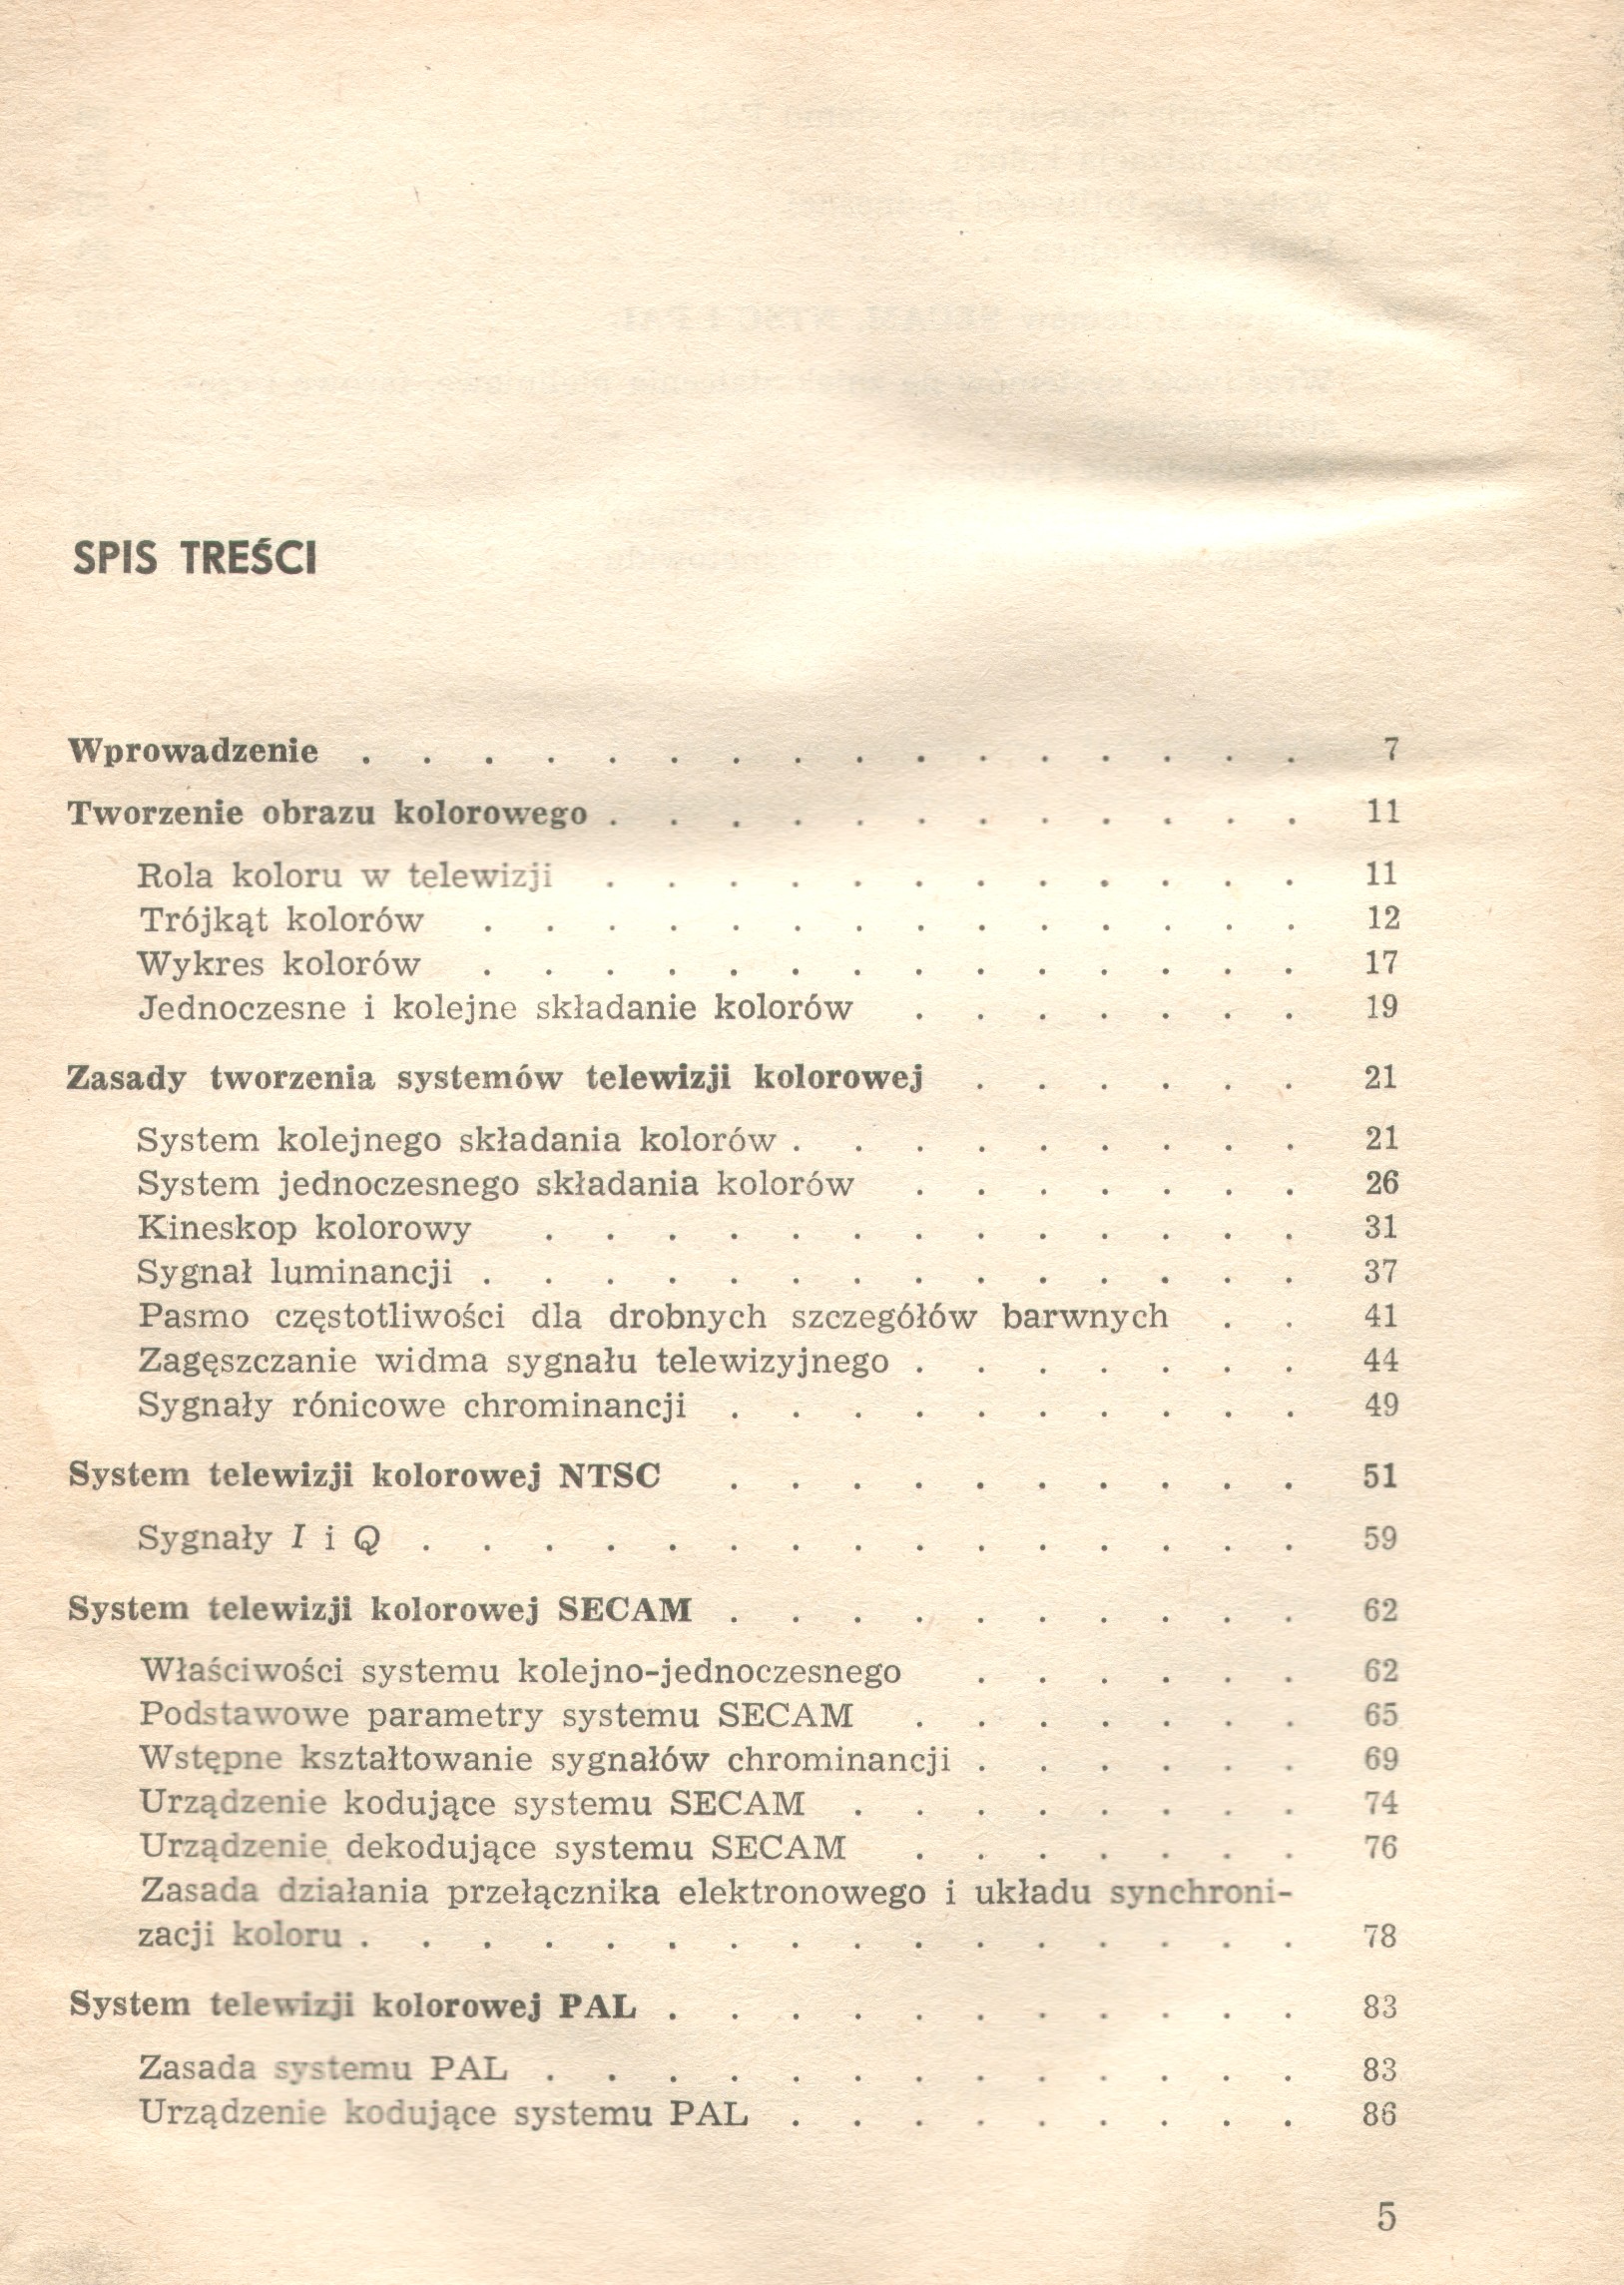 SPIS TREŚCI
Wprowadzenie . . . . . . . . . . . . . . . . 7
Tworzenie obrazu kolorowego . . . . . . . . . . . . 11
Rola koloru w telewizji . . . . . . . . . . . . 11
Trójkąt kolorów . . . . . . . . . . . . . . 12
Wykres kolorów . . . . . . . . . . . . . . 17
Jednoczesne i kolejne składanie kolorów . . . . . . . 19
Zasady tworzenia systemów telewizji kolorowej . . . . . . 21
System kolejnego składania kolorów . . . . . . . . . 21
System jednoczesnego składania kolorów . . . . . . . 26
Kineskop kolorowy . . . . . . . . . . . . . 31
Sygnał luminancji . . . . . . . . . . . . . . 37
Pasmo częstotliwości dla drobnych szczegółów barwnych . . 41
Zagęszczanie widma sygnału telewizyjnego . . . . . . . 44
Sygnały rónicowe chrominancji . . . . . . . . . . 49
System telewizji kolorowej NTSC . . . . . . . . . . 51
Sygnały I i Q . . . . . . . . . . . . . . . 59
System telewizji kolorowej SECAM . . . . . . . . . . 62
Właściwości systemu kolejno-jednoczesnego . . . . . . 62
Podstawowe parametry systemu SECAM . . . . . . . 65
Wstępne kształtowanie sygnałów chrominancji . . . . . . 69
Urządzenie kodujące systemu SECAM . . . . . . . . 74
Urządzenie dekodujące systemu SECAM . . . . . . . 76
Zasada działania przełącznika elektronowego i układu synchroni-
zacji koloru . . . . . . . . . . . . . . . . 78
System telewizji kolorowej PAL . . . . . . . . . . . 83
Zasada systemu PAL . . . . . . . . . . . . . 83
Urządzenie kodujące systemu PAL . . . . . . . . . 86
5